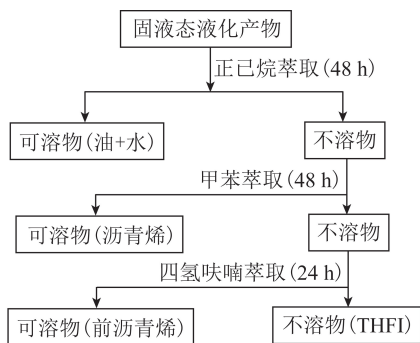 固液态液化产物
正已烷萃取(48 h)
可溶物(油+水)
不溶物
甲苯萃取(48 h)
可溶物(沥青烯)
不溶物
四氢呋喃萃取(24 h)
可溶物(前沥青烯)
不溶物(THFI)